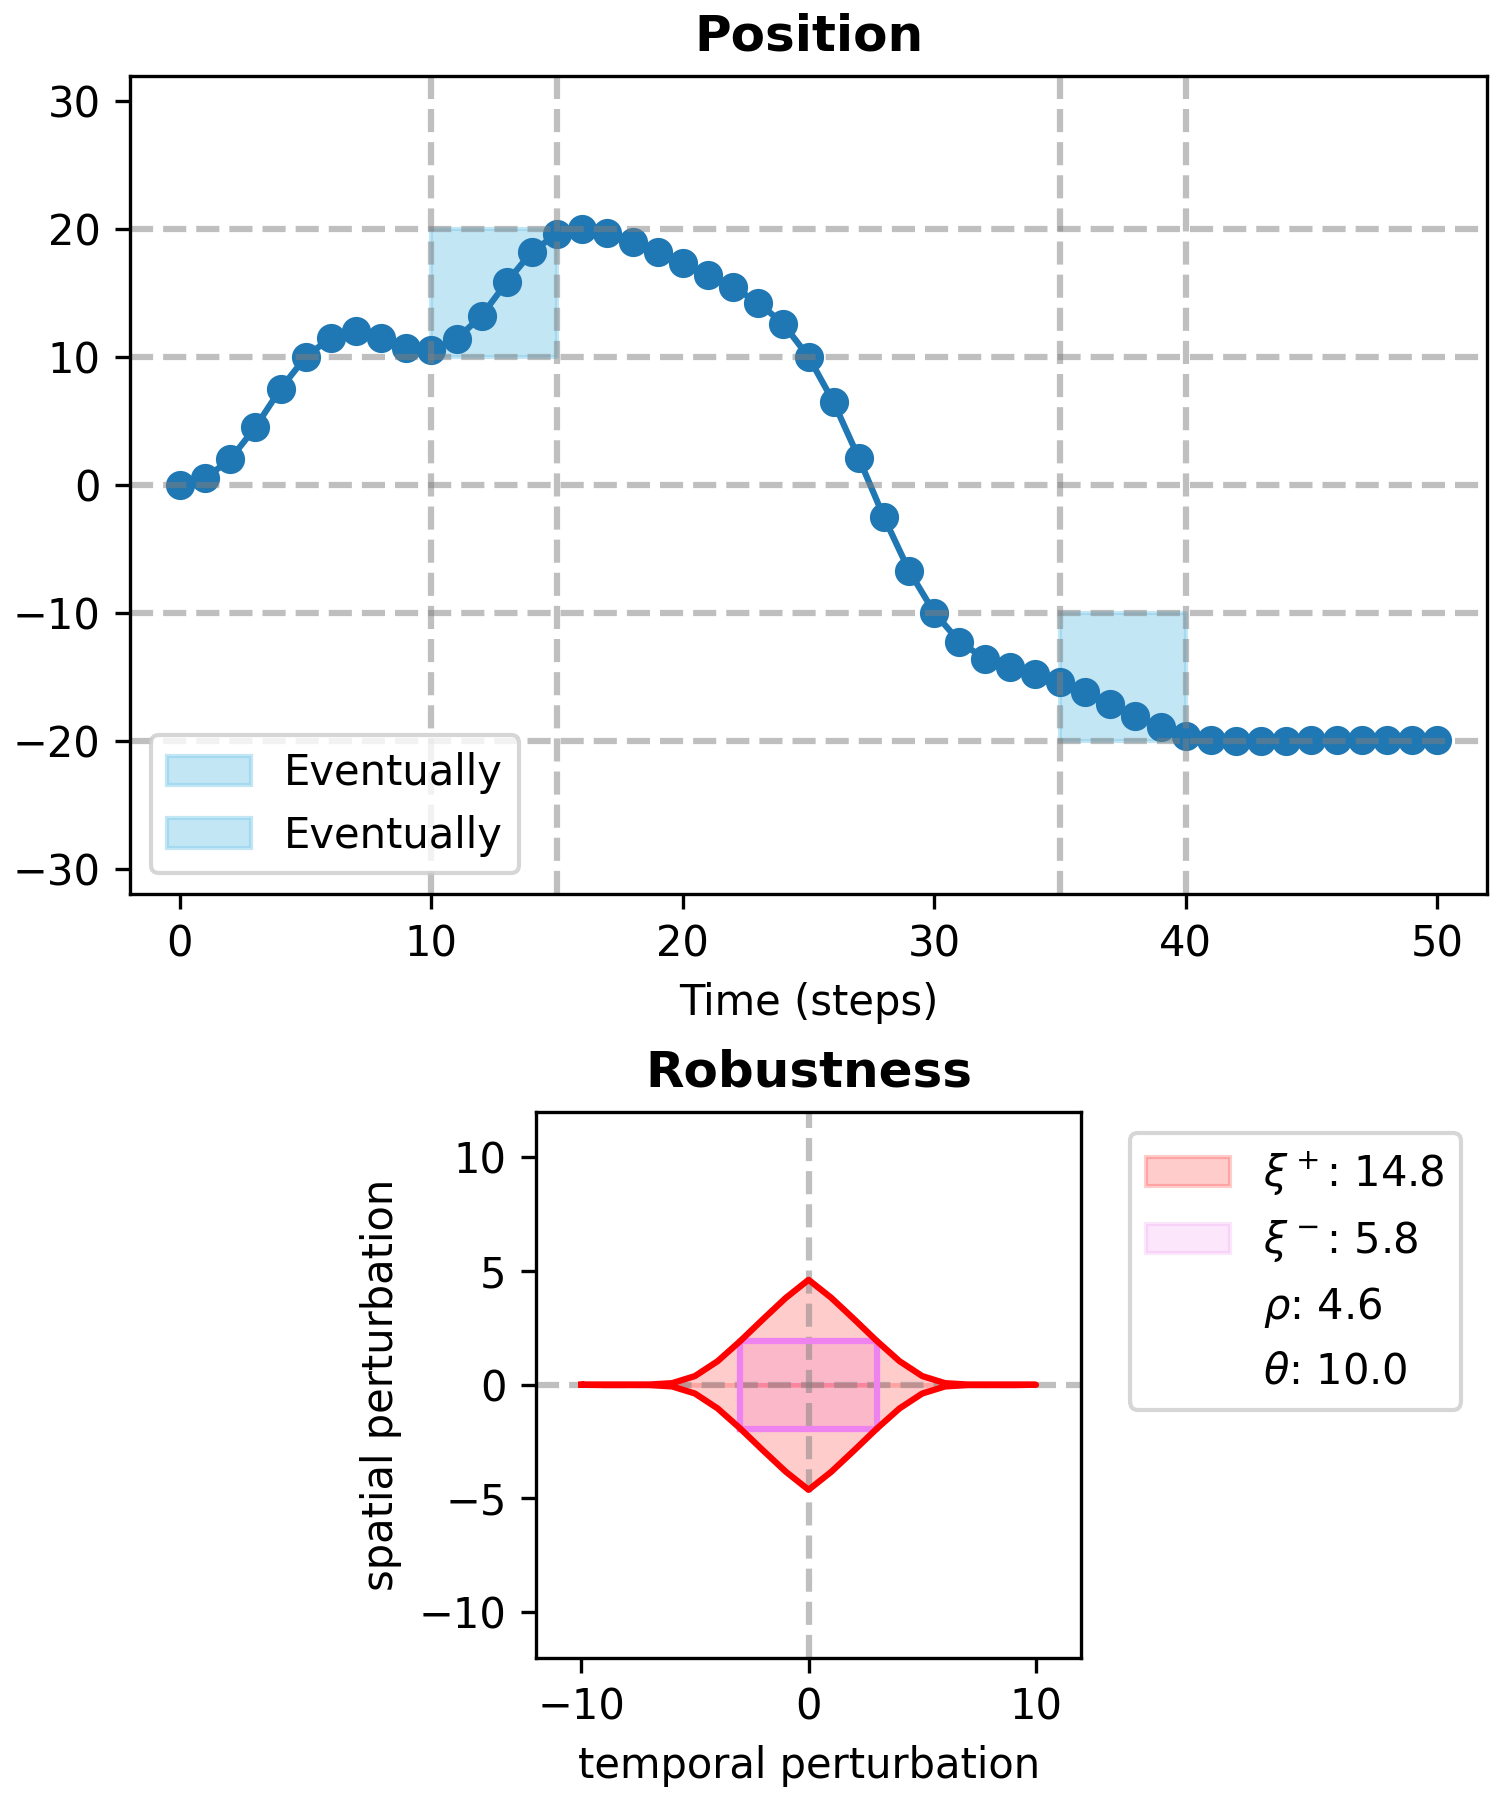 Position
30
20
10
0
−10
−20
−30
Eventually
Eventually
0 10 20 30 40 50
Time (steps)
Robustness
10
5
0
−5
−10
spatial perturbation
−10 0 10
temporal perturbation
ξ⁺: 14.8
ξ⁻: 5.8
ρ: 4.6
θ: 10.0